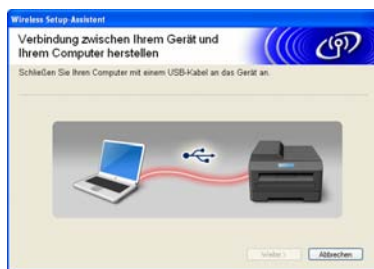 Wireless Setup-Assistent
Verbindung zwischen Ihrem Gerät und
Ihrem Computer herstellen
Schließen Sie Ihren Computer mit einem USB-Kabel an das Gerät an.
Weiter >
Abbrechen